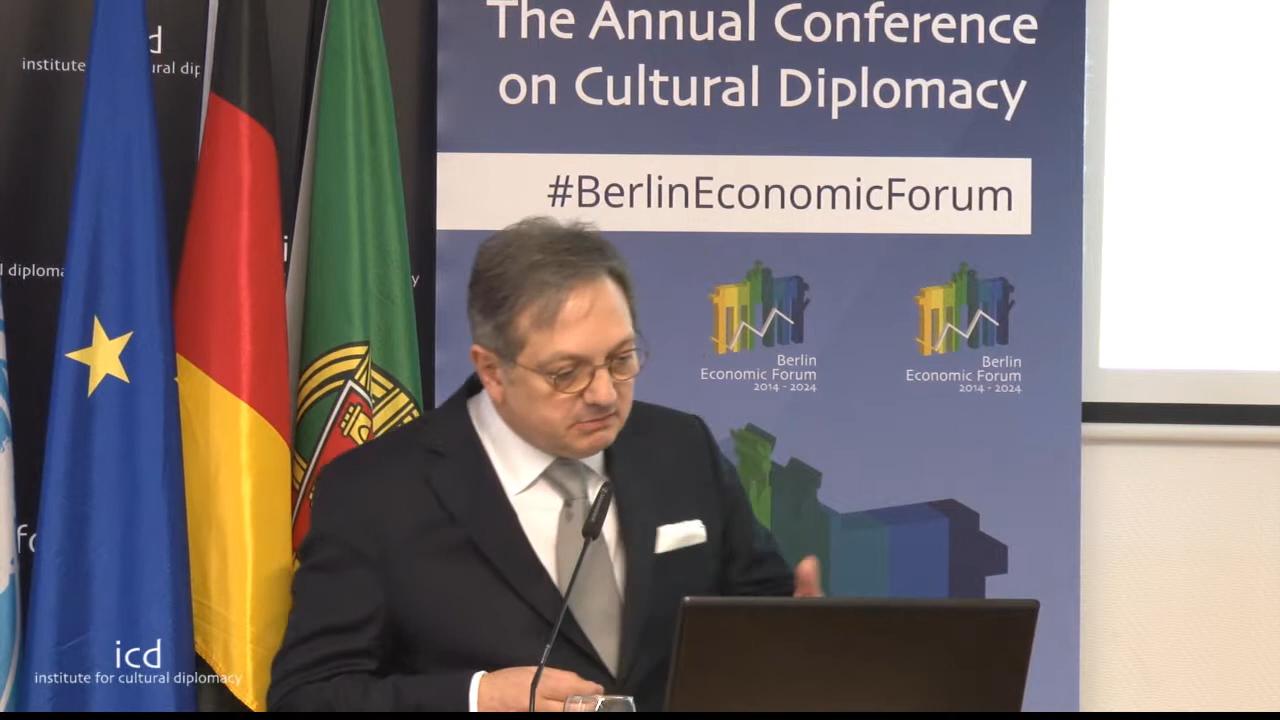 The Annual Conference
on Cultural Diplomacy
#BerlinEconomicForum
Berlin
Economic Forum
2014 - 2024
Berlin
Economic Forum
2014 - 2024
institute
icd
institute for cultural diplomacy